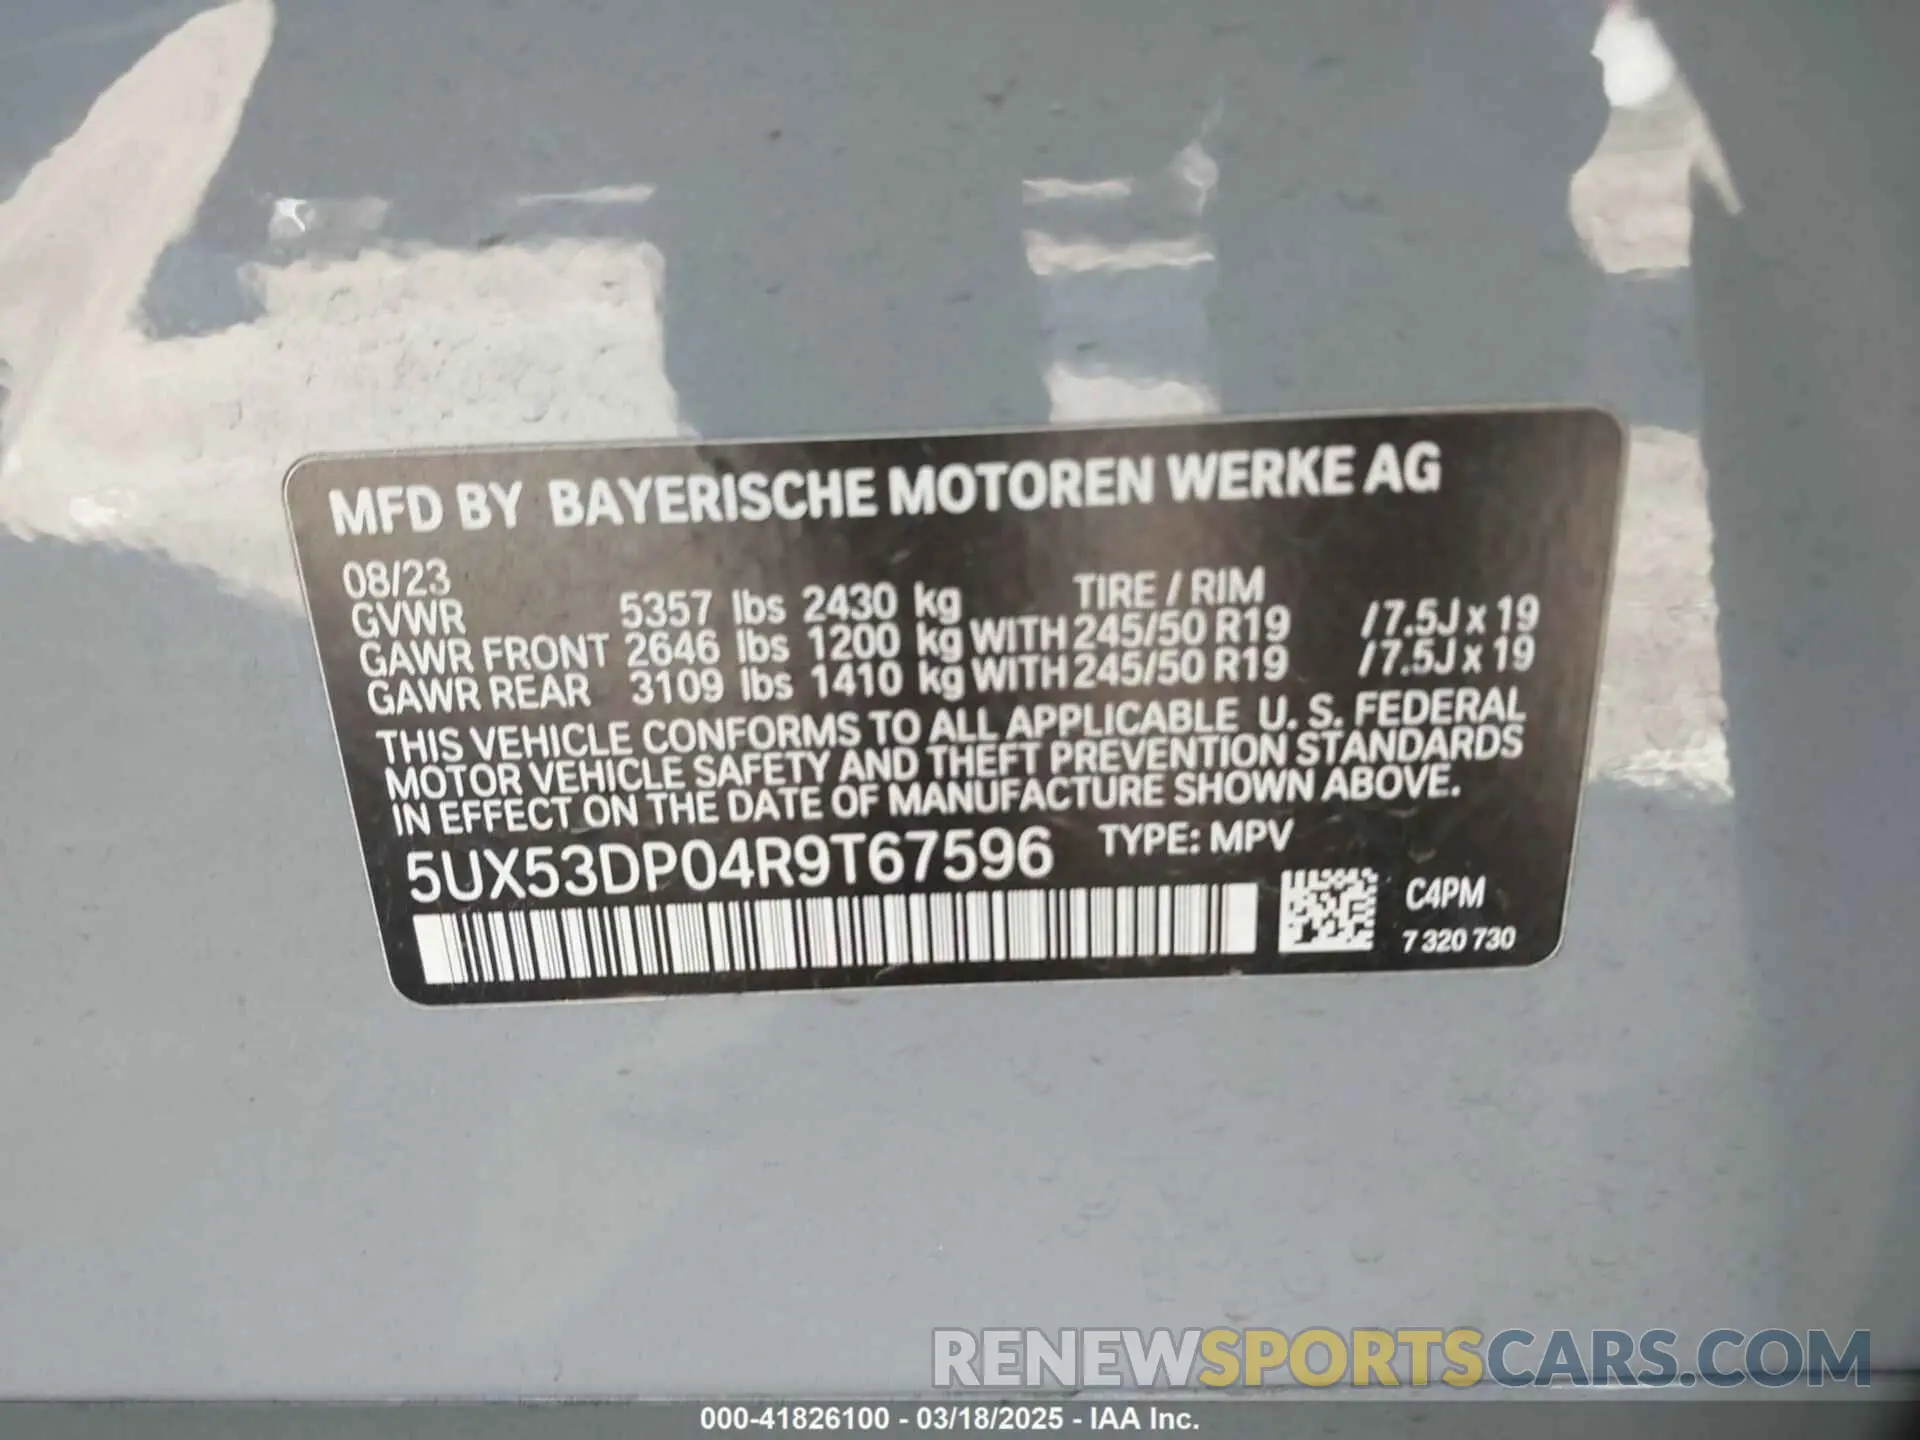 MFD BY BAYERISCHE MOTOREN WERKE AG
08/23 TIRE / RIM
GVWR 5357 lbs 2430 kg
GAWR FRONT 2646 lbs 1200 kg WITH 245/50 R19 /7.5J x 19
GAWR REAR 3109 lbs 1410 kg WITH 245/50 R19 /7.5J x 19
THIS VEHICLE CONFORMS TO ALL APPLICABLE U. S. FEDERAL
MOTOR VEHICLE SAFETY AND THEFT PREVENTION STANDARDS
IN EFFECT ON THE DATE OF MANUFACTURE SHOWN ABOVE.
5UX53DP04R9T67596 TYPE: MPV
C4PM
7 320 730
RENEWSPORTSCARS.COM
000-41826100 - 03/18/2025 - IAA Inc.